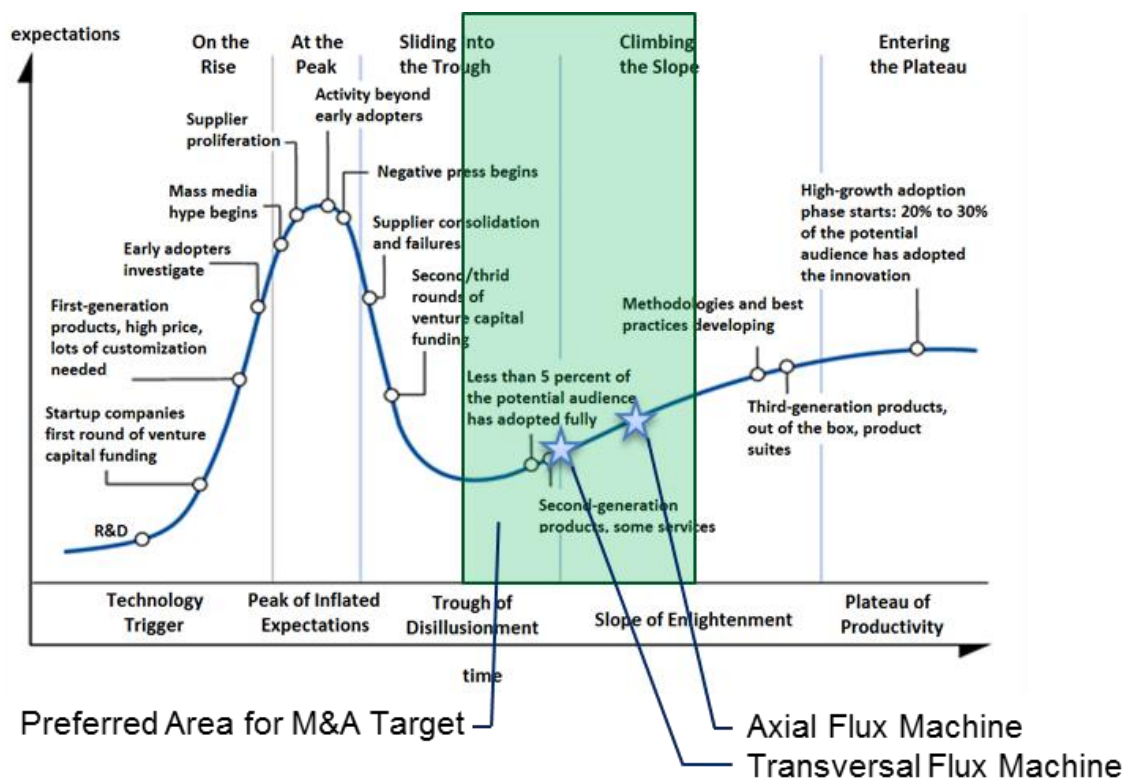 expectations
On the
Rise
At the
Peak
Sliding into
the Trough
Climbing
the Slope
Entering
the Plateau
Activity beyond
early adopters
Supplier
proliferation
Negative press begins
Mass media
hype begins
High-growth adoption
phase starts: 20% to 30%
of the potential
audience has adopted
the innovation
Supplier consolidation
and failures
Early adopters
investigate
Second/thrid
rounds of
venture capital
funding
First-generation
products, high price,
lots of customization
needed
Methodologies and best
practices developing
Less than 5 percent of
the potential audience
has adopted fully
Startup companies
first round of venture
capital funding
Third-generation products,
out of the box, product
suites
Second-generation
products, some services
R&D
Technology
Trigger
Peak of Inflated
Expectations
Trough of
Disillusionment
Slope of Enlightenment
Plateau of
Productivity
time
Preferred Area for M&A Target
Axial Flux Machine
Transversal Flux Machine